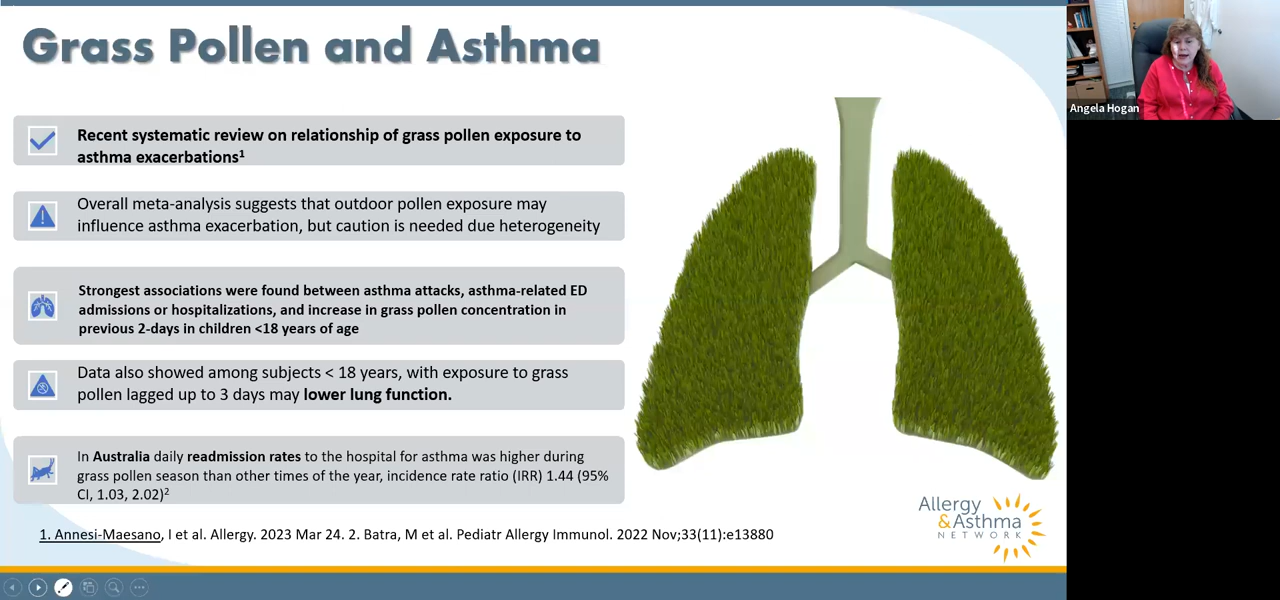 Grass Pollen and Asthma
Angela Hogan
Recent systematic review on relationship of grass pollen exposure to
asthma exacerbations¹
Overall meta-analysis suggests that outdoor pollen exposure may
influence asthma exacerbation, but caution is needed due heterogeneity
Strongest associations were found between asthma attacks, asthma-related ED
admissions or hospitalizations, and increase in grass pollen concentration in
previous 2-days in children <18 years of age
Data also showed among subjects < 18 years, with exposure to grass
pollen lagged up to 3 days may lower lung function.
In Australia daily readmission rates to the hospital for asthma was higher during
grass pollen season than other times of the year, incidence rate ratio (IRR) 1.44 (95%
CI, 1.03, 2.02)²
Allergy
&Asthma
NETWORK
1. Annesi-Maesano, I et al. Allergy. 2023 Mar 24. 2. Batra, M et al. Pediatr Allergy Immunol. 2022 Nov;33(11):e13880